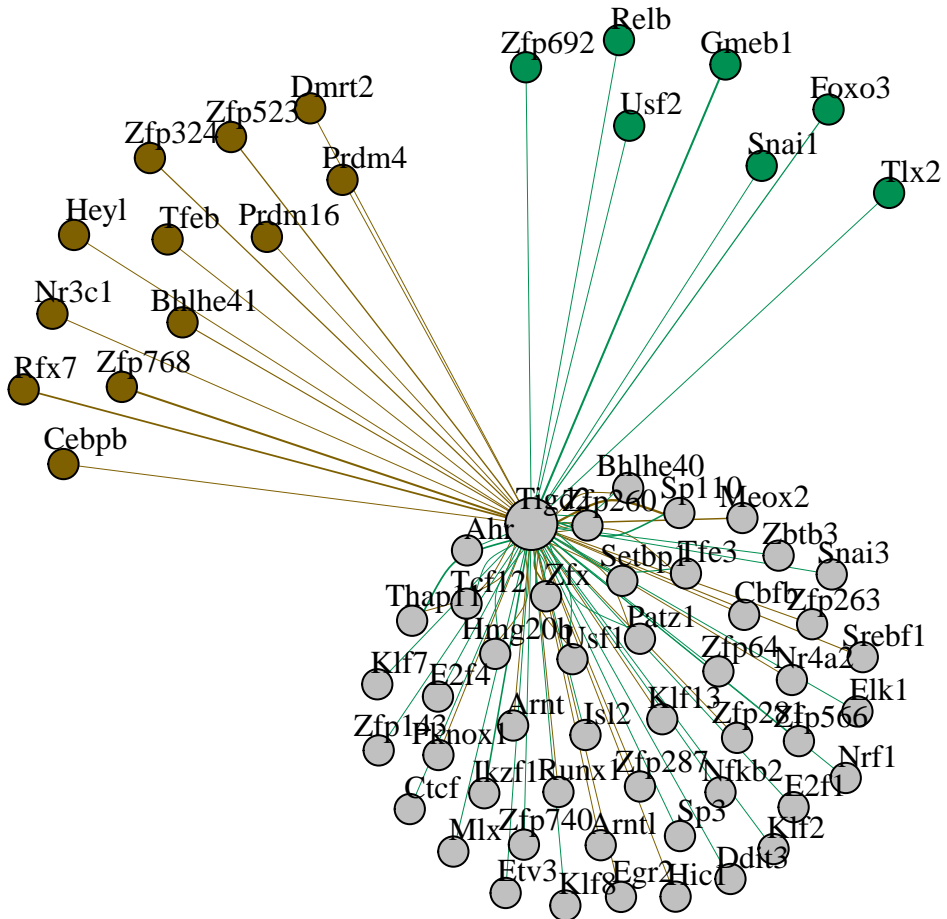 Relb
Zfp692
Gmeb1
Dmrt2
Foxo3
Zfp523
Usf2
Zfp324
Snai1
Prdm4
Tlx2
Heyl
Tfeb
Prdm16
Nr3c1
Bhlhe41
Rfx7
Zfp768
Cebpb
Bhlhe40
Tigd2
Zfp260
Sp110
Meox2
Ahr
Zbtb3
Setbp1
Tfe3
Snai3
Thap11
Tcf12
Zfx
Cbfb
Zfp263
Hmg20b
Usf1
Patz1
Srebf1
Klf7
E2f4
Zfp64
Nr4a2
Elk1
Zfp143
Pknox1
Arnt
Isl2
Klf13
Zfp281
Zfp566
Nrf1
Ctcf
Ikzf1
Runx1
Zfp287
Nfkb2
E2f1
Mlx
Zfp740
Arntl
Sp3
Klf2
Etv3
Klf8
Egr2
Hic1
Ddit3